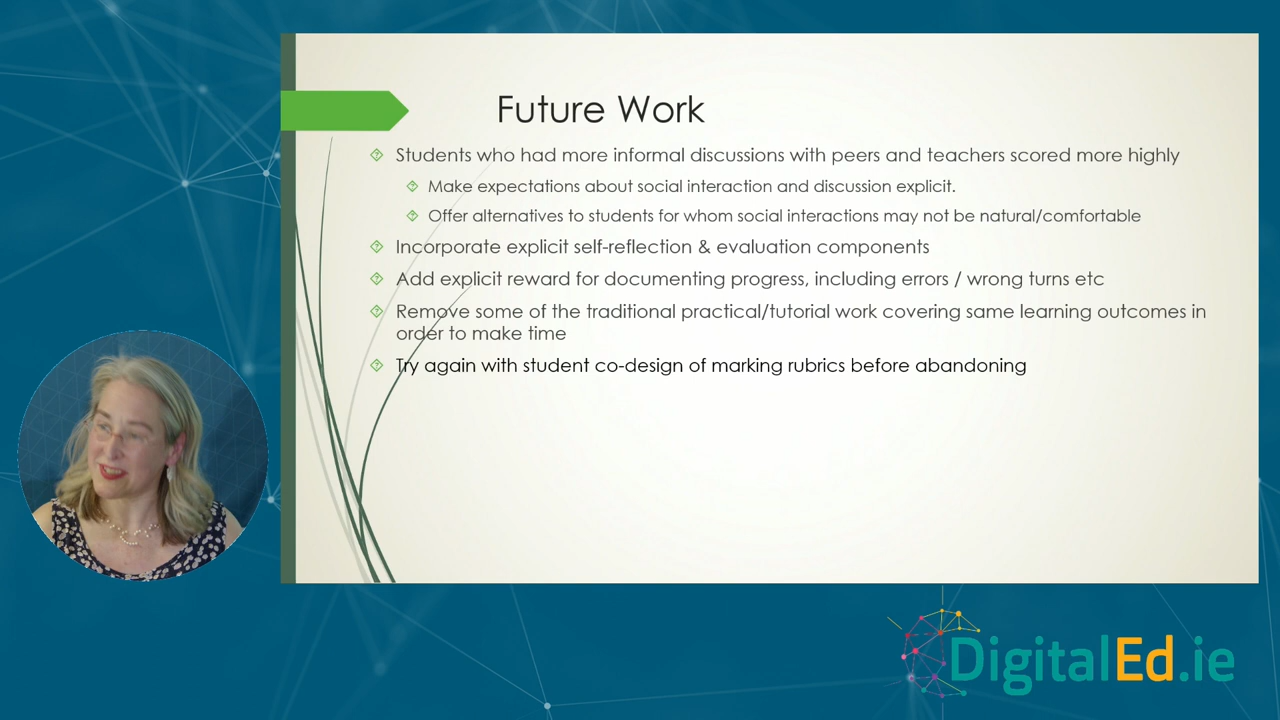 Future Work
Students who had more informal discussions with peers and teachers scored more highly
Make expectations about social interaction and discussion explicit.
Offer alternatives to students for whom social interactions may not be natural/comfortable
Incorporate explicit self-reflection & evaluation components
Add explicit reward for documenting progress, including errors / wrong turns etc
Remove some of the traditional practical/tutorial work covering same learning outcomes in
order to make time
Try again with student co-design of marking rubrics before abandoning
DigitalEd.ie